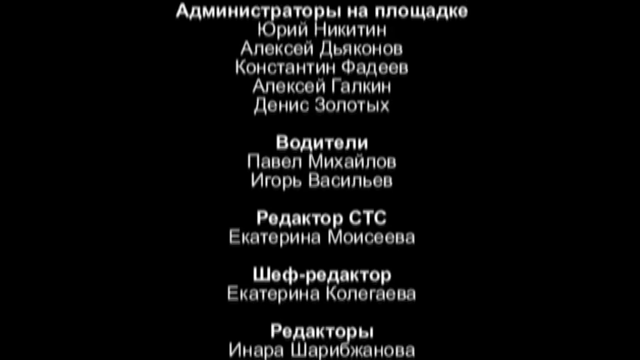 Администраторы на площадке
Юрий Никитин
Алексей Дьяконов
Константин Фадеев
Алексей Галкин
Денис Золотых
Водители
Павел Михайлов
Игорь Васильев
Редактор СТС
Екатерина Моисеева
Шеф-редактор
Екатерина Колегаева
Редакторы
Инара Шарибжанова